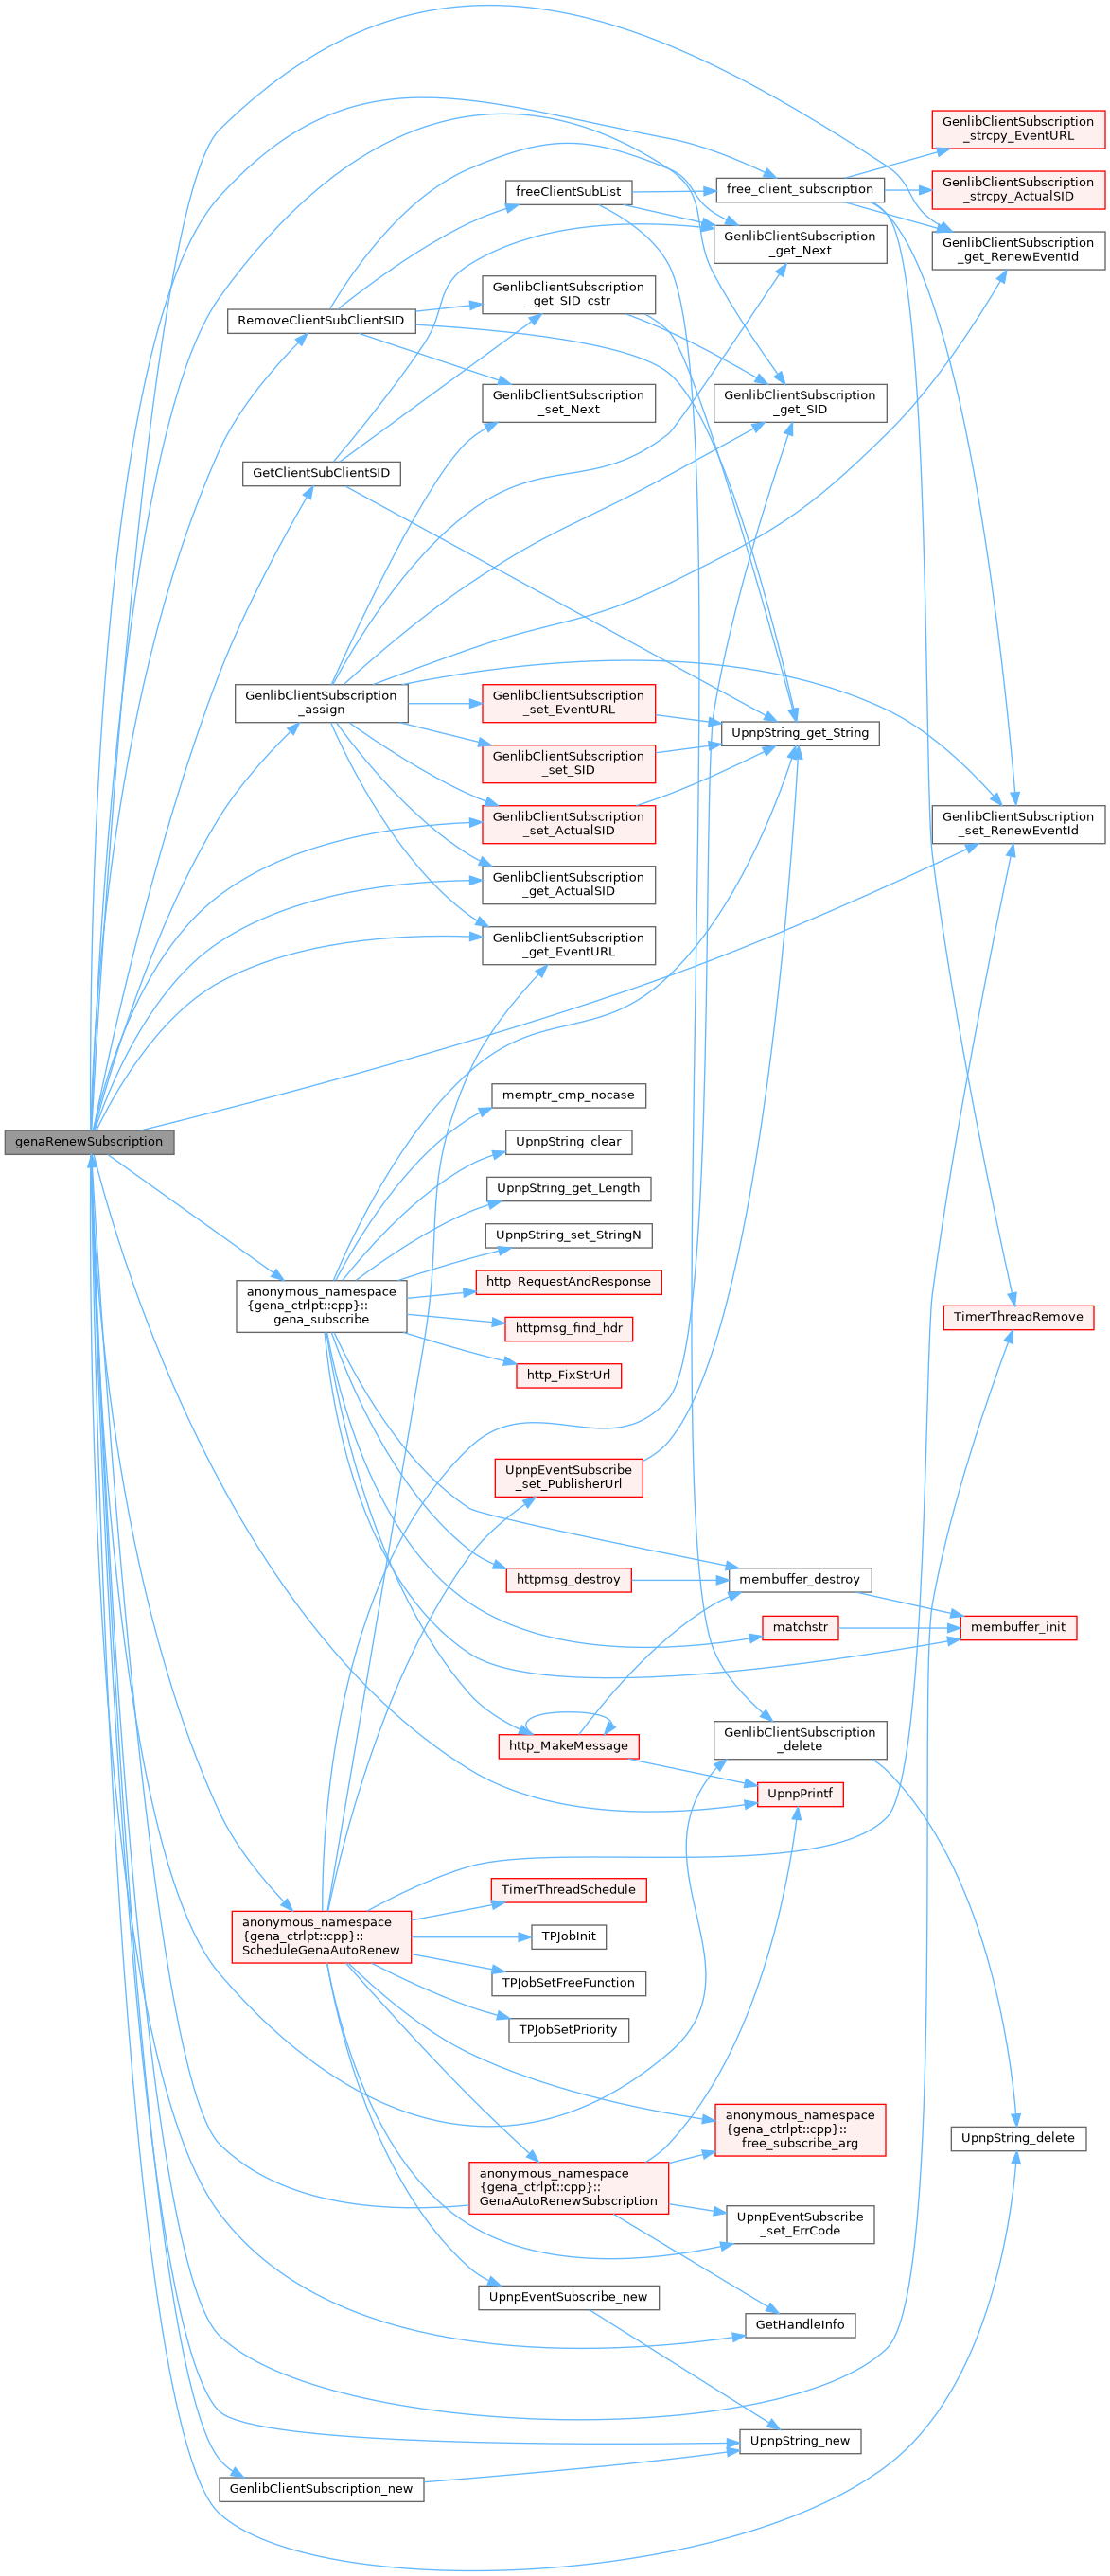 GenlibClientSubscription
_strcpy_EventURL
freeClientSubList
free_client_subscription
GenlibClientSubscription
_strcpy_ActualSID
GenlibClientSubscription
_get_Next
GenlibClientSubscription
_get_RenewEventId
RemoveClientSubClientSID
GenlibClientSubscription
_get_SID_cstr
GenlibClientSubscription
_set_Next
GenlibClientSubscription
_get_SID
GetClientSubClientSID
GenlibClientSubscription
_assign
GenlibClientSubscription
_set_EventURL
UpnpString_get_String
GenlibClientSubscription
_set_SID
GenlibClientSubscription
_set_ActualSID
GenlibClientSubscription
_set_RenewEventId
GenlibClientSubscription
_get_ActualSID
GenlibClientSubscription
_get_EventURL
memptr_cmp_nocase
genaRenewSubscription
UpnpString_clear
UpnpString_get_Length
UpnpString_set_StringN
anonymous_namespace
{gena_ctrlpt::cpp}::
gena_subscribe
http_RequestAndResponse
TimerThreadRemove
httpmsg_find_hdr
http_FixStrUrl
UpnpEventSubscribe
_set_PublisherUrl
httpmsg_destroy
membuffer_destroy
matchstr
membuffer_init
http_MakeMessage
GenlibClientSubscription
_delete
UpnpPrintf
TimerThreadSchedule
anonymous_namespace
{gena_ctrlpt::cpp}::
ScheduleGenaAutoRenew
TPJobInit
TPJobSetFreeFunction
TPJobSetPriority
anonymous_namespace
{gena_ctrlpt::cpp}::
free_subscribe_arg
UpnpString_delete
anonymous_namespace
{gena_ctrlpt::cpp}::
GenaAutoRenewSubscription
UpnpEventSubscribe
_set_ErrCode
UpnpEventSubscribe_new
GetHandleInfo
UpnpString_new
GenlibClientSubscription_new